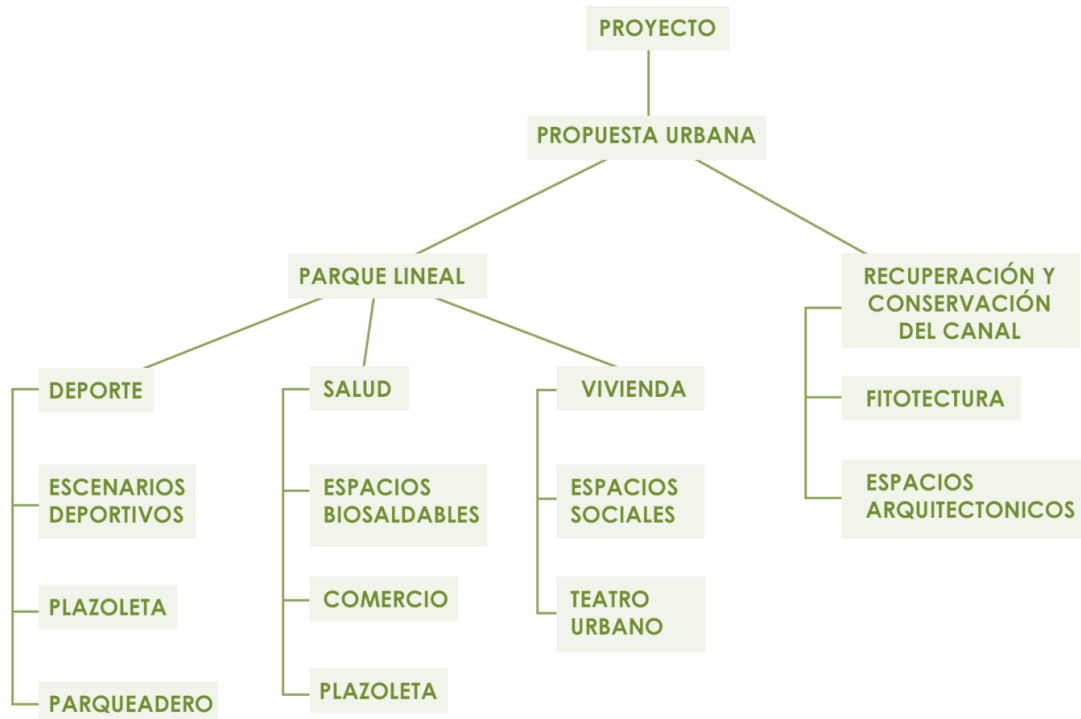 PROYECTO
PROPUESTA URBANA
PARQUE LINEAL
RECUPERACIÓN Y
CONSERVACIÓN
DEL CANAL
DEPORTE
ESCENARIOS
DEPORTIVOS
PLAZOLETA
PARQUEADERO
SALUD
ESPACIOS
BIOSALDABLES
COMERCIO
PLAZOLETA
VIVIENDA
ESPACIOS
SOCIALES
TEATRO
URBANO
FITOTECTURA
ESPACIOS
ARQUITECTONICOS